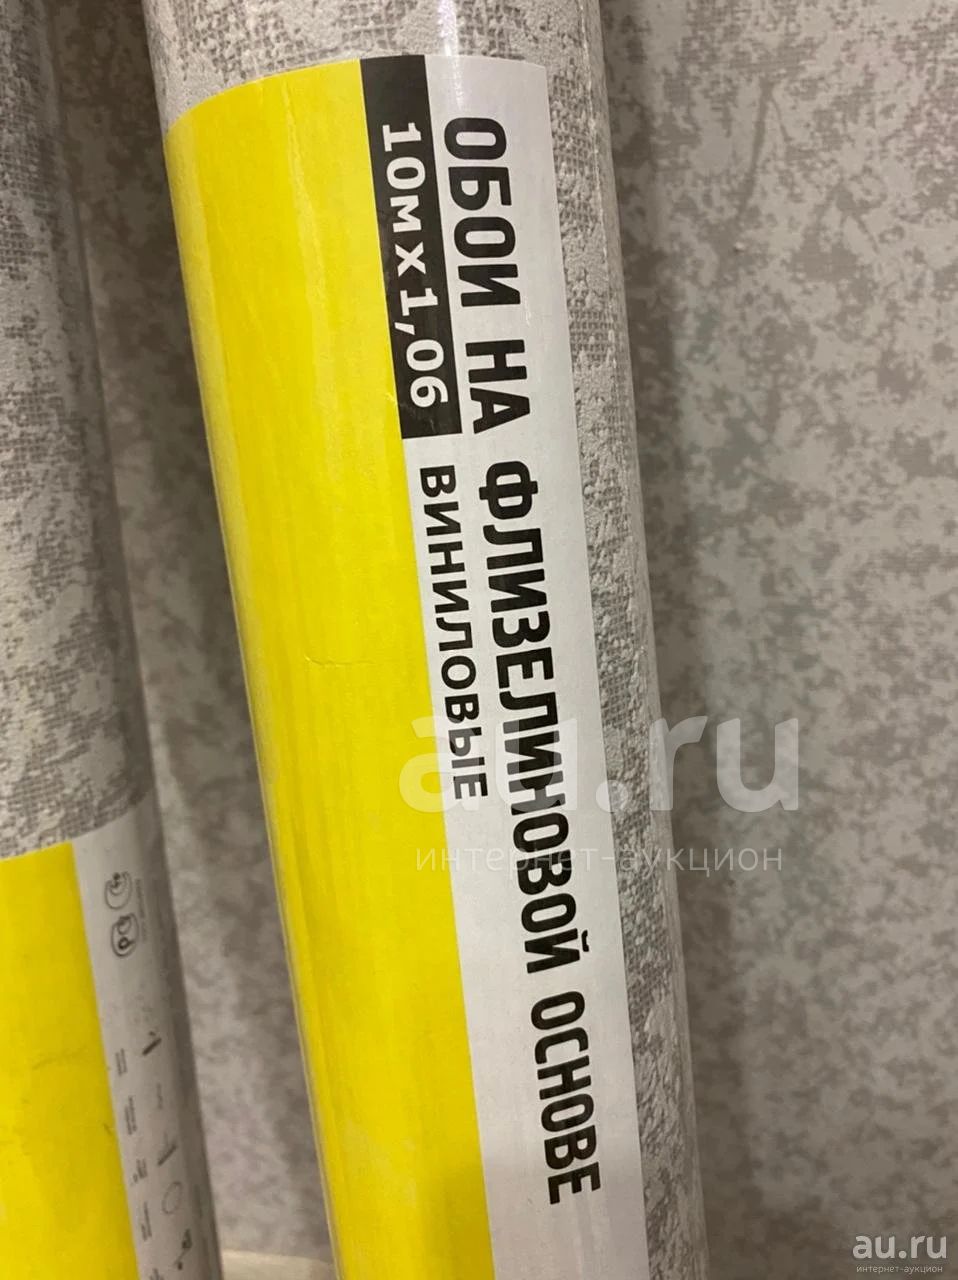 ОБОИ НА ФЛИЗЕЛИНОВОЙ ОСНОВЕ
10м х 1,06 ВИНИЛОВЫЕ
au.ru
интернет-аукцион
au.ru
интернет-аукцион